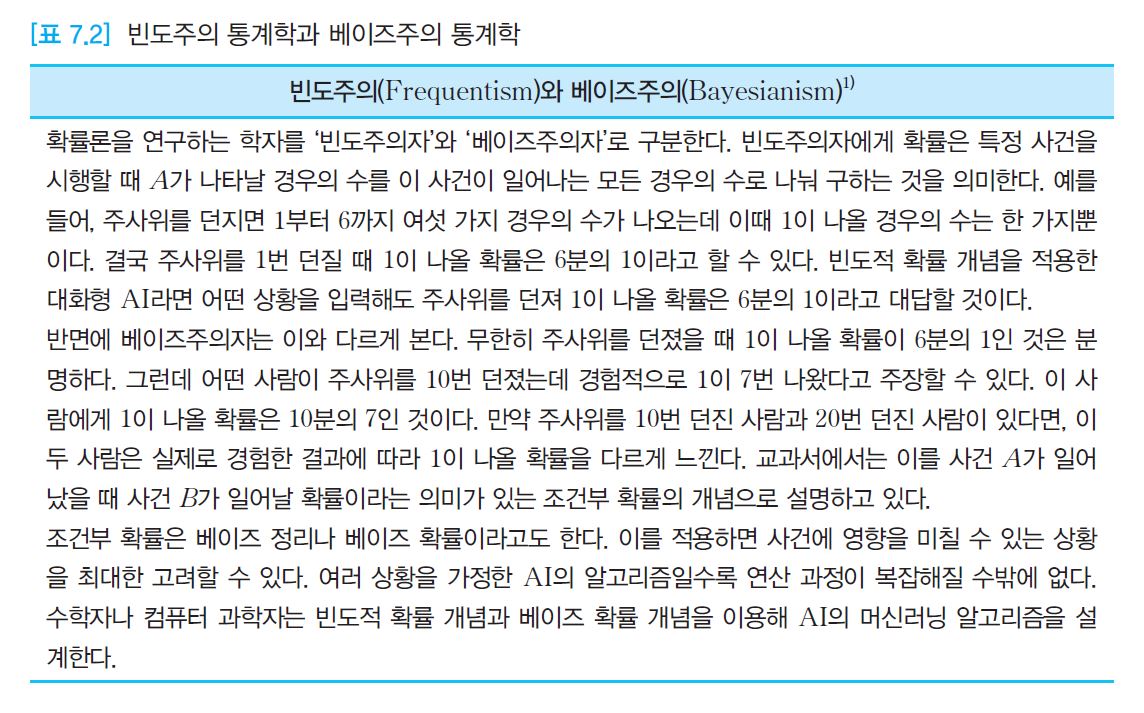 [표 7.2] 빈도주의 통계학과 베이즈주의 통계학
빈도주의(Frequentism)와 베이즈주의(Bayesianism)1)
확률론을 연구하는 학자를 ‘빈도주의자’와 ‘베이즈주의자’로 구분한다. 빈도주의자에게 확률은 특정 사건을
시행할 때 A가 나타날 경우의 수를 이 사건이 일어나는 모든 경우의 수로 나눠 구하는 것을 의미한다. 예를
들어, 주사위를 던지면 1부터 6까지 여섯 가지 경우의 수가 나오는데 이때 1이 나올 경우의 수는 한 가지뿐
이다. 결국 주사위를 1번 던질 때 1이 나올 확률은 6분의 1이라고 할 수 있다. 빈도적 확률 개념을 적용한
대화형 AI라면 어떤 상황을 입력해도 주사위를 던져 1이 나올 확률은 6분의 1이라고 대답할 것이다.
반면에 베이즈주의자는 이와 다르게 본다. 무한히 주사위를 던졌을 때 1이 나올 확률이 6분의 1인 것은 분
명하다. 그런데 어떤 사람이 주사위를 10번 던졌는데 경험적으로 1이 7번 나왔다고 주장할 수 있다. 이 사
람에게 1이 나올 확률은 10분의 7인 것이다. 만약 주사위를 10번 던진 사람과 20번 던진 사람이 있다면, 이
두 사람은 실제로 경험한 결과에 따라 1이 나올 확률을 다르게 느낀다. 교과서에서는 이를 사건 A가 일어
났을 때 사건 B가 일어날 확률이라는 의미가 있는 조건부 확률의 개념으로 설명하고 있다.
조건부 확률은 베이즈 정리나 베이즈 확률이라고도 한다. 이를 적용하면 사건에 영향을 미칠 수 있는 상황
을 최대한 고려할 수 있다. 여러 상황을 가정한 AI의 알고리즘일수록 연산 과정이 복잡해질 수밖에 없다.
수학자나 컴퓨터 과학자는 빈도적 확률 개념과 베이즈 확률 개념을 이용해 AI의 머신러닝 알고리즘을 설
계한다.